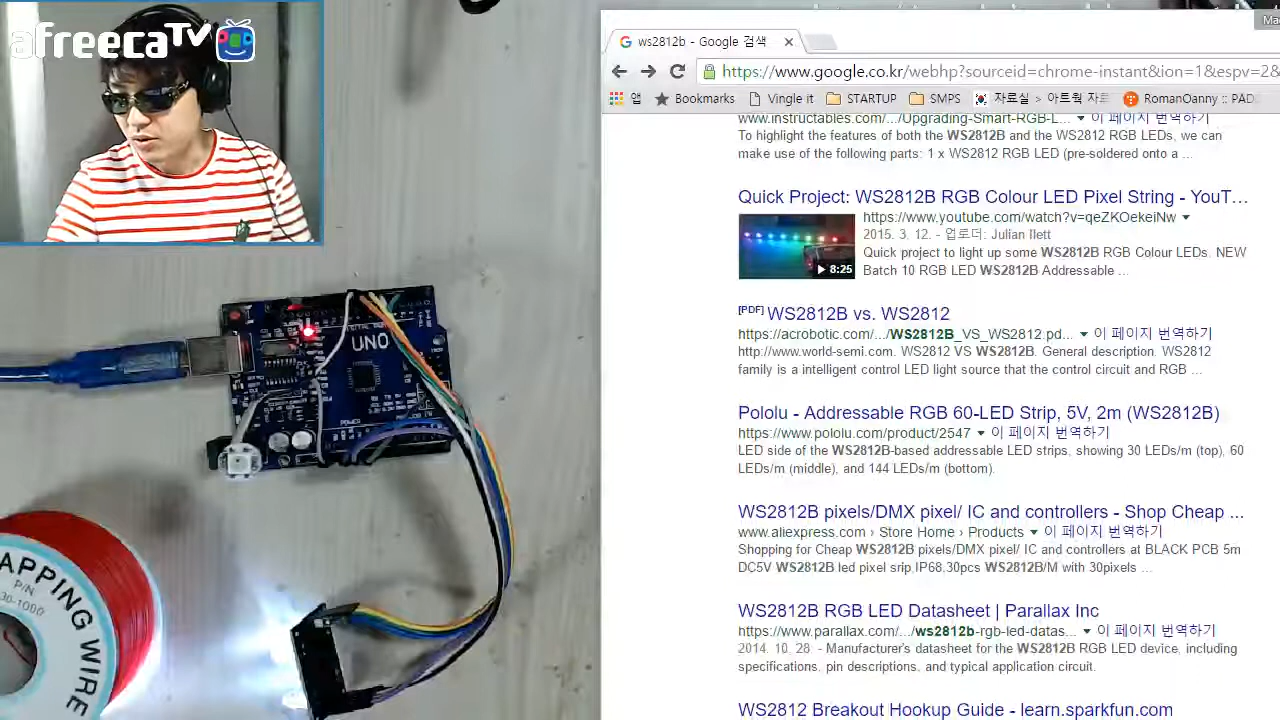 afreecaTV
Ma
ws2812b - Google 검색
https://www.google.co.kr/webhp?sourceid=chrome-instant&ion=1&espv=2&
앱
Bookmarks
Vingle it
STARTUP
SMPS
자료실 > 아트웍 자료
RomanOanny :: PAD
www.instructables.com/.../Upgrading-Smart-RGB-L... 이 페이지 번역하기
To highlight the features of both the WS2812B and the WS2812 RGB LEDs, we can
make use of the following parts: 1 x WS2812 RGB LED (pre-soldered onto a ...
Quick Project: WS2812B RGB Colour LED Pixel String - YouT...
https://www.youtube.com/watch?v=qeZKOekeiNw
2015. 3. 12. - 업로더: Julian Ilett
Quick project to light up some WS2812B RGB Colour LEDs. NEW
Batch 10 RGB LED WS2812B Addressable ...
8:25
[PDF] WS2812B vs. WS2812
https://acrobotic.com/.../WS2812B_VS_WS2812.pd... 이 페이지 번역하기
http://www.world-semi.com. WS2812 VS WS2812B. General description. WS2812
family is a intelligent control LED light source that the control circuit and RGB ...
Pololu - Addressable RGB 60-LED Strip, 5V, 2m (WS2812B)
https://www.pololu.com/product/2547 이 페이지 번역하기
LED side of the WS2812B-based addressable LED strips, showing 30 LEDs/m (top), 60
LEDs/m (middle), and 144 LEDs/m (bottom).
WS2812B pixels/DMX pixel/ IC and controllers - Shop Cheap ...
www.aliexpress.com › Store Home › Products 이 페이지 번역하기
Shopping for Cheap WS2812B pixels/DMX pixel/ IC and controllers at BLACK PCB 5m
DC5V WS2812B led pixel srip,IP68,30pcs WS2812B/M with 30pixels ...
WS2812B RGB LED Datasheet | Parallax Inc
https://www.parallax.com/.../ws2812b-rgb-led-datas... 이 페이지 번역하기
2014. 10. 28. - Manufacturer's datasheet for the WS2812B RGB LED device, including
specifications, pin descriptions, and typical application circuit.
WS2812 Breakout Hookup Guide - learn.sparkfun.com
UNO
POWER
APPING WIRE
P/N
30-1000